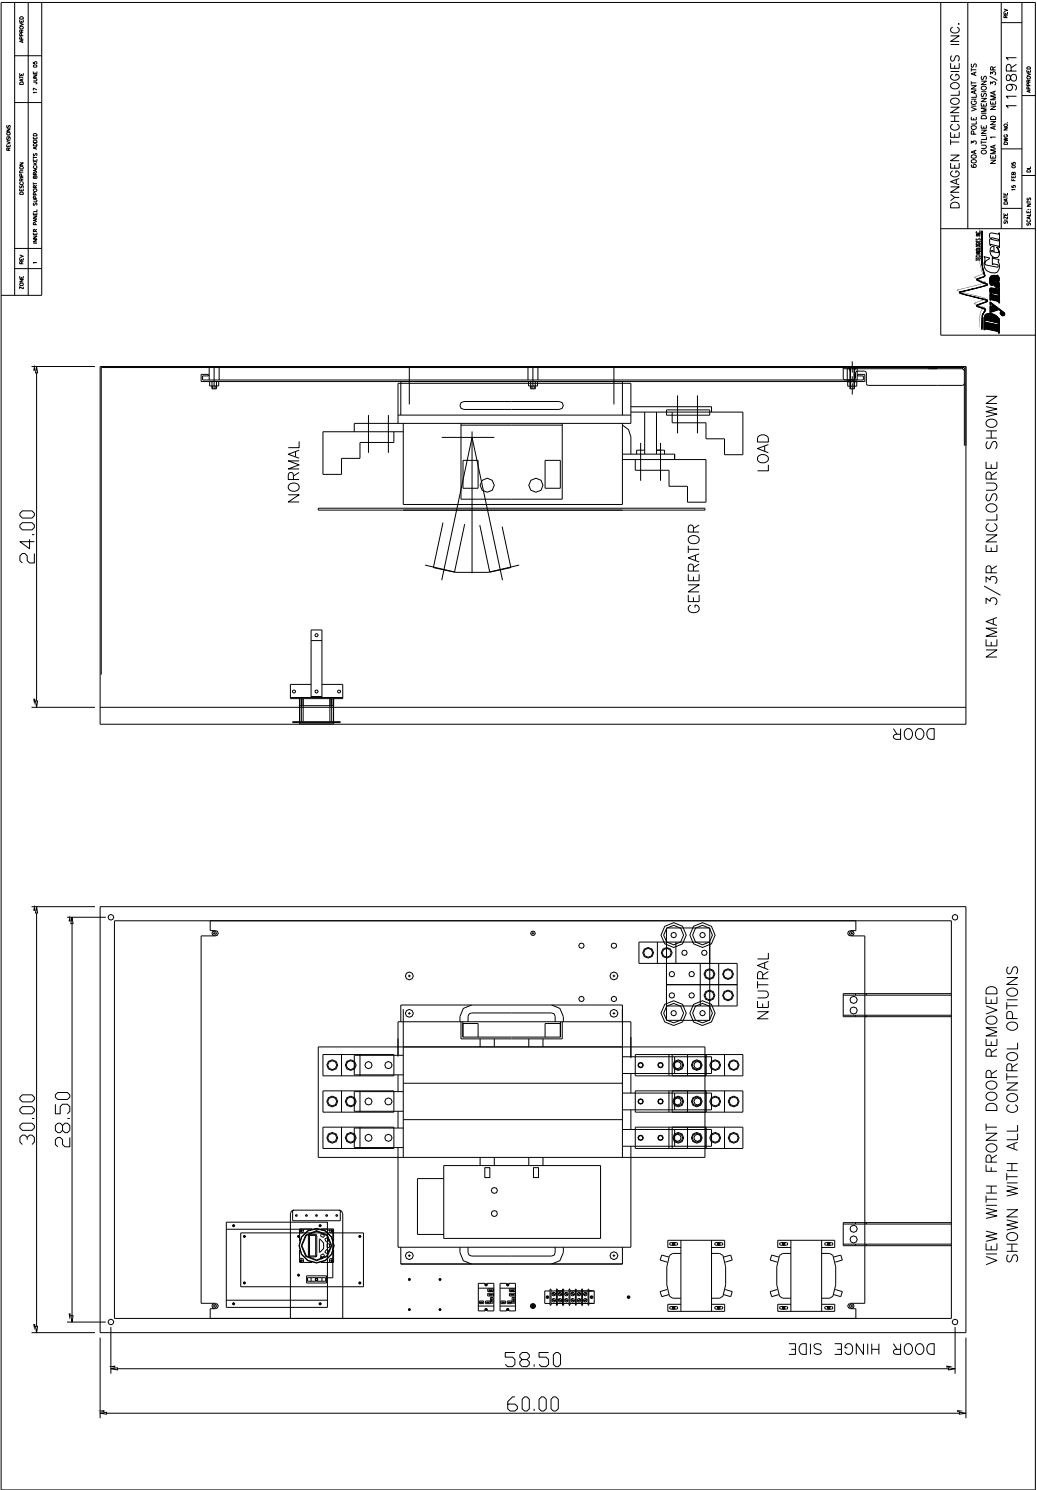 REVISIONS
ZONE REV DESCRIPTION DATE APPROVED
1 INNER PANEL SUPPORT BRACKETS ADDED 17 JUNE 05
DYNAGEN TECHNOLOGIES INC.
600A 3 POLE VIGILANT ATS
OUTLINE DIMENSIONS
NEMA 1 AND NEMA 3/3R
SIZE DATE 15 FEB 05 DWG NO. 1198R1 REV
SCALE: NTS DL APPROVED
TECHNOLOGIES INC.
DynaGen
24.00
NORMAL
LOAD
GENERATOR
NEMA 3/3R ENCLOSURE SHOWN
DOOR
30.00
28.50
NEUTRAL
VIEW WITH FRONT DOOR REMOVED
SHOWN WITH ALL CONTROL OPTIONS
DOOR HINGE SIDE
58.50
60.00